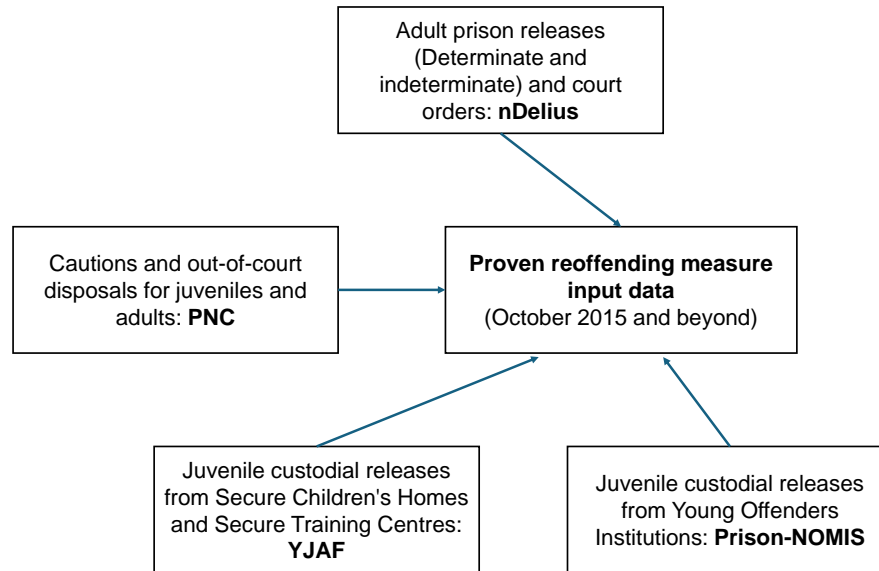 Adult prison releases
(Determinate and
indeterminate) and court
orders: nDelius
Cautions and out-of-court
disposals for juveniles and
adults: PNC
Proven reoffending measure
input data
(October 2015 and beyond)
Juvenile custodial releases
from Secure Children's Homes
and Secure Training Centres:
YJAF
Juvenile custodial releases
from Young Offenders
Institutions: Prison-NOMIS